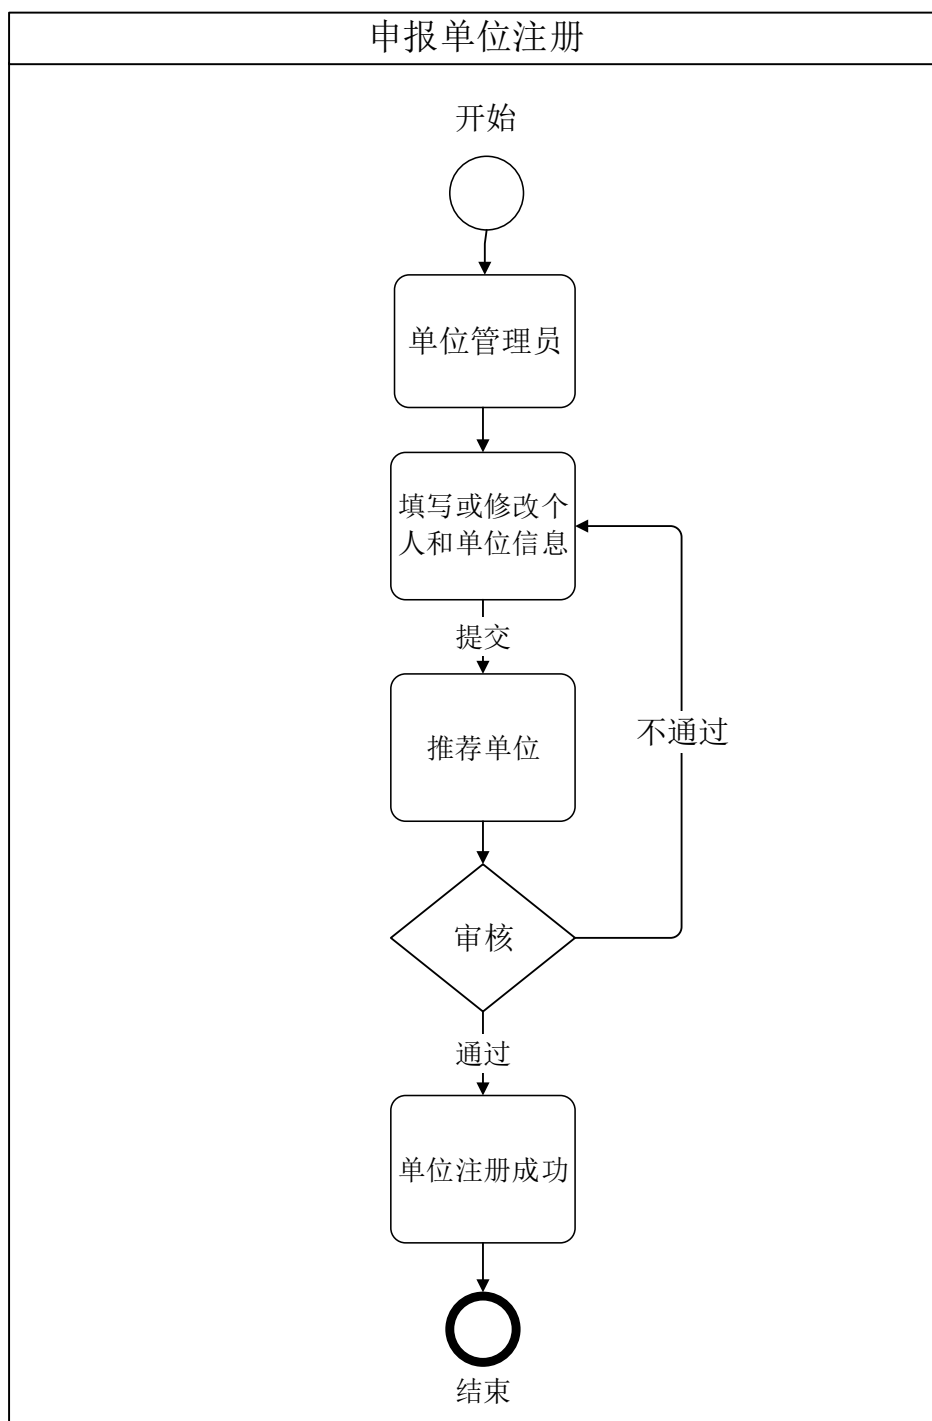 申报单位注册
开始
单位管理员
填写或修改个
人和单位信息
提交
推荐单位
不通过
审核
通过
单位注册成功
结束